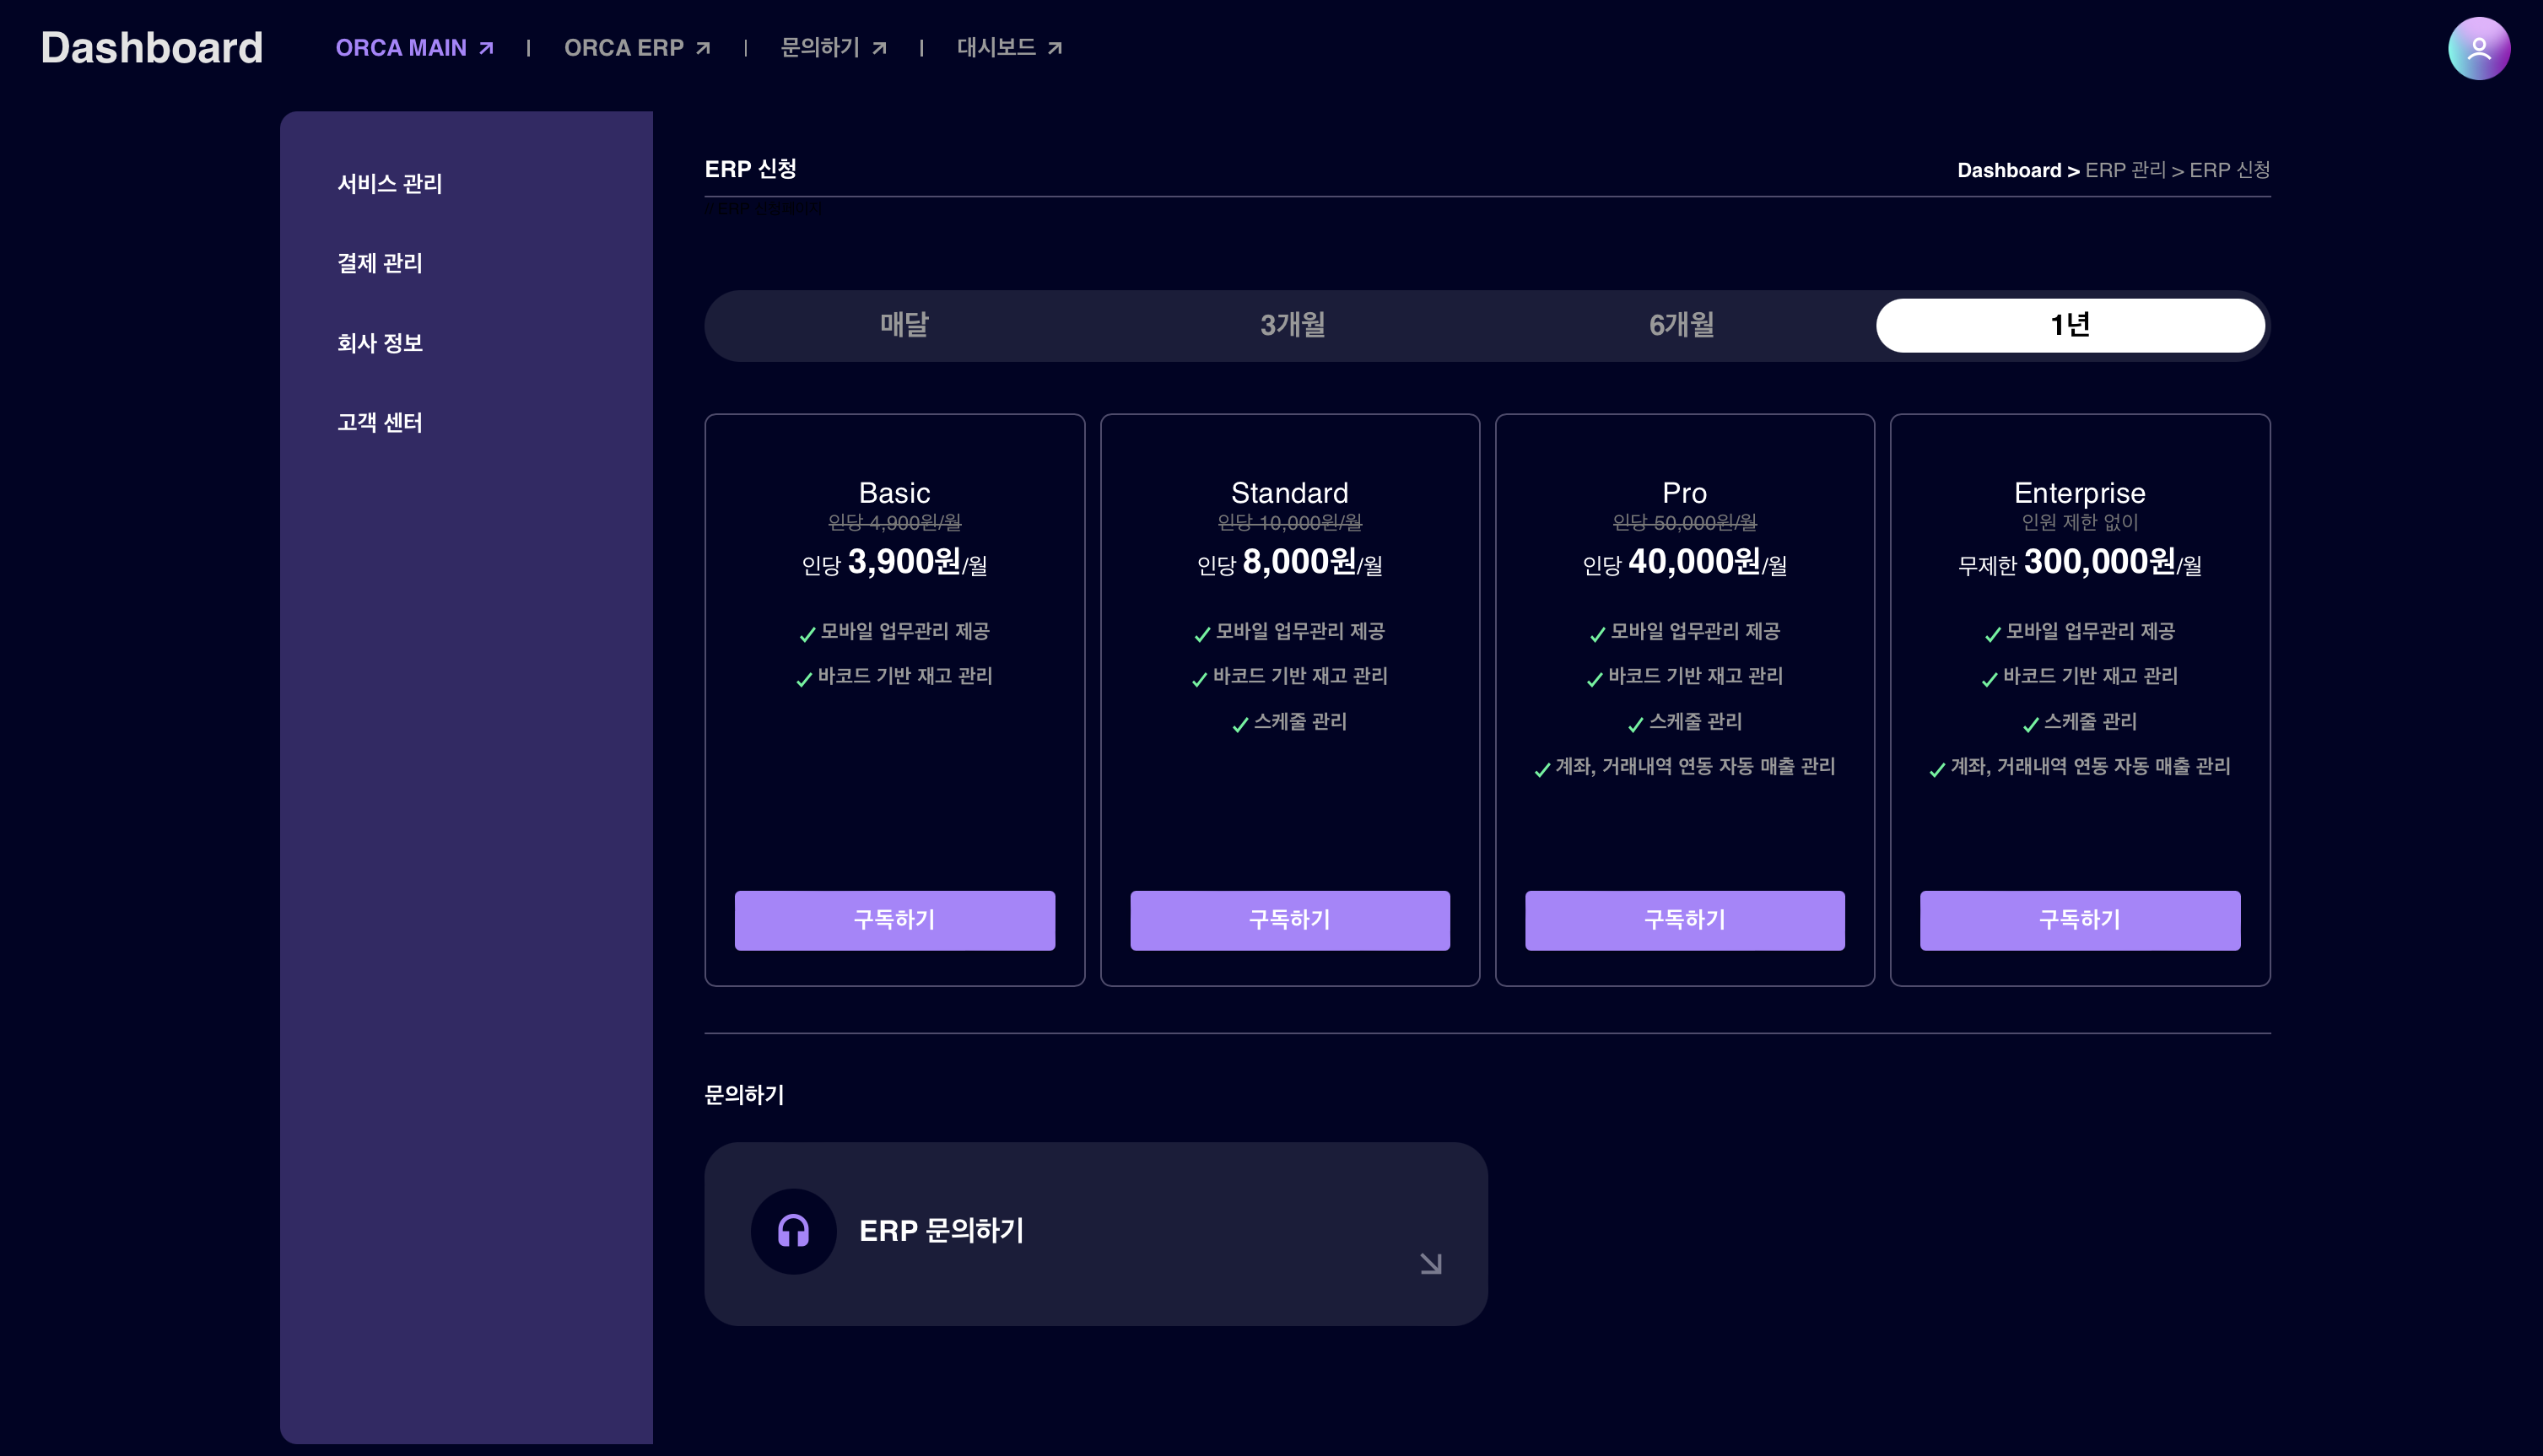 Dashboard
ORCA MAIN | ORCA ERP | 문의하기 | 대시보드
서비스 관리
결제 관리
회사 정보
고객 센터
ERP 신청
Dashboard > ERP 관리 > ERP 신청
매달 3개월 6개월 1년
Basic
인당 4,900원/월
인당 3,900원/월
모바일 업무관리 제공
바코드 기반 재고 관리
구독하기
Standard
인당 10,000원/월
인당 8,000원/월
모바일 업무관리 제공
바코드 기반 재고 관리
스케줄 관리
구독하기
Pro
인당 50,000원/월
인당 40,000원/월
모바일 업무관리 제공
바코드 기반 재고 관리
스케줄 관리
계좌, 거래내역 연동 자동 매출 관리
구독하기
Enterprise
인원 제한 없이
무제한 300,000원/월
모바일 업무관리 제공
바코드 기반 재고 관리
스케줄 관리
계좌, 거래내역 연동 자동 매출 관리
구독하기
문의하기
ERP 문의하기